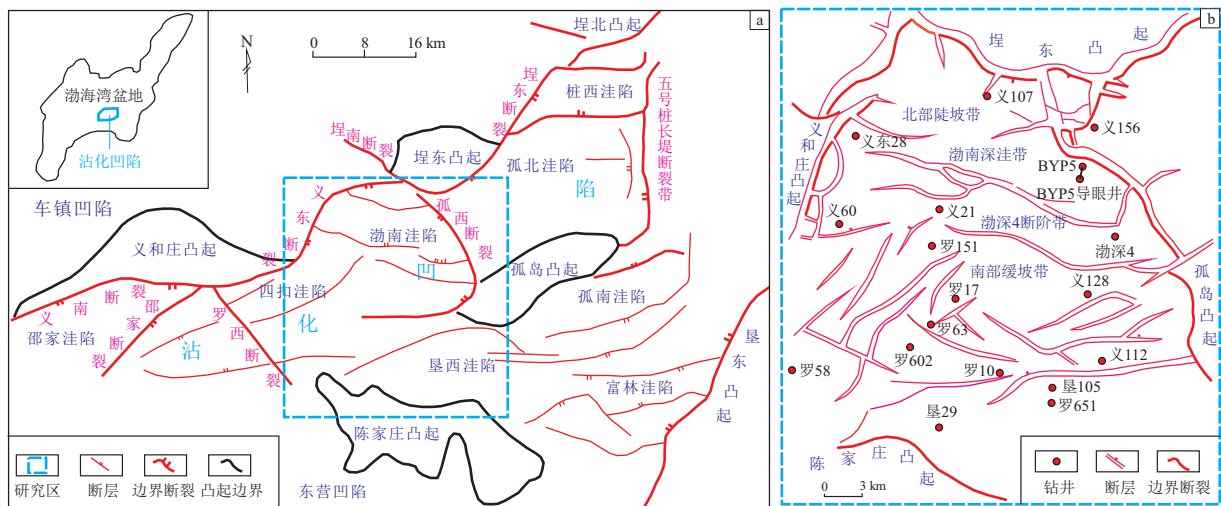 a
渤海湾盆地
沾化凹陷
N
0 8 16 km
埕北凸起
桩西洼陷
埕东断裂
五号桩长堤断裂带
埕南断裂
埕东凸起
孤北洼陷
车镇凹陷
义和庄凸起
义东断裂
孤西断裂
渤南洼陷
孤岛凸起
四扣洼陷
孤南洼陷
义南断裂
邵家断裂
邵家洼陷
罗西断裂
沾化凹陷
垦西洼陷
富林洼陷
垦东凸起
陈家庄凸起
东营凹陷
研究区 断层 边界断裂 凸起边界
b
埕东凸起
义107
北部陡坡带
义156
义和庄凸起
义东28
渤南深洼带
BYP5
BYP5导眼井
义60
义21
渤深4断阶带
渤深4
罗151
南部缓坡带
孤岛凸起
罗17
义128
罗63
罗602
义112
罗58
罗10
垦105
罗651
垦29
陈家庄凸起
0 3 km
钻井 断层 边界断裂